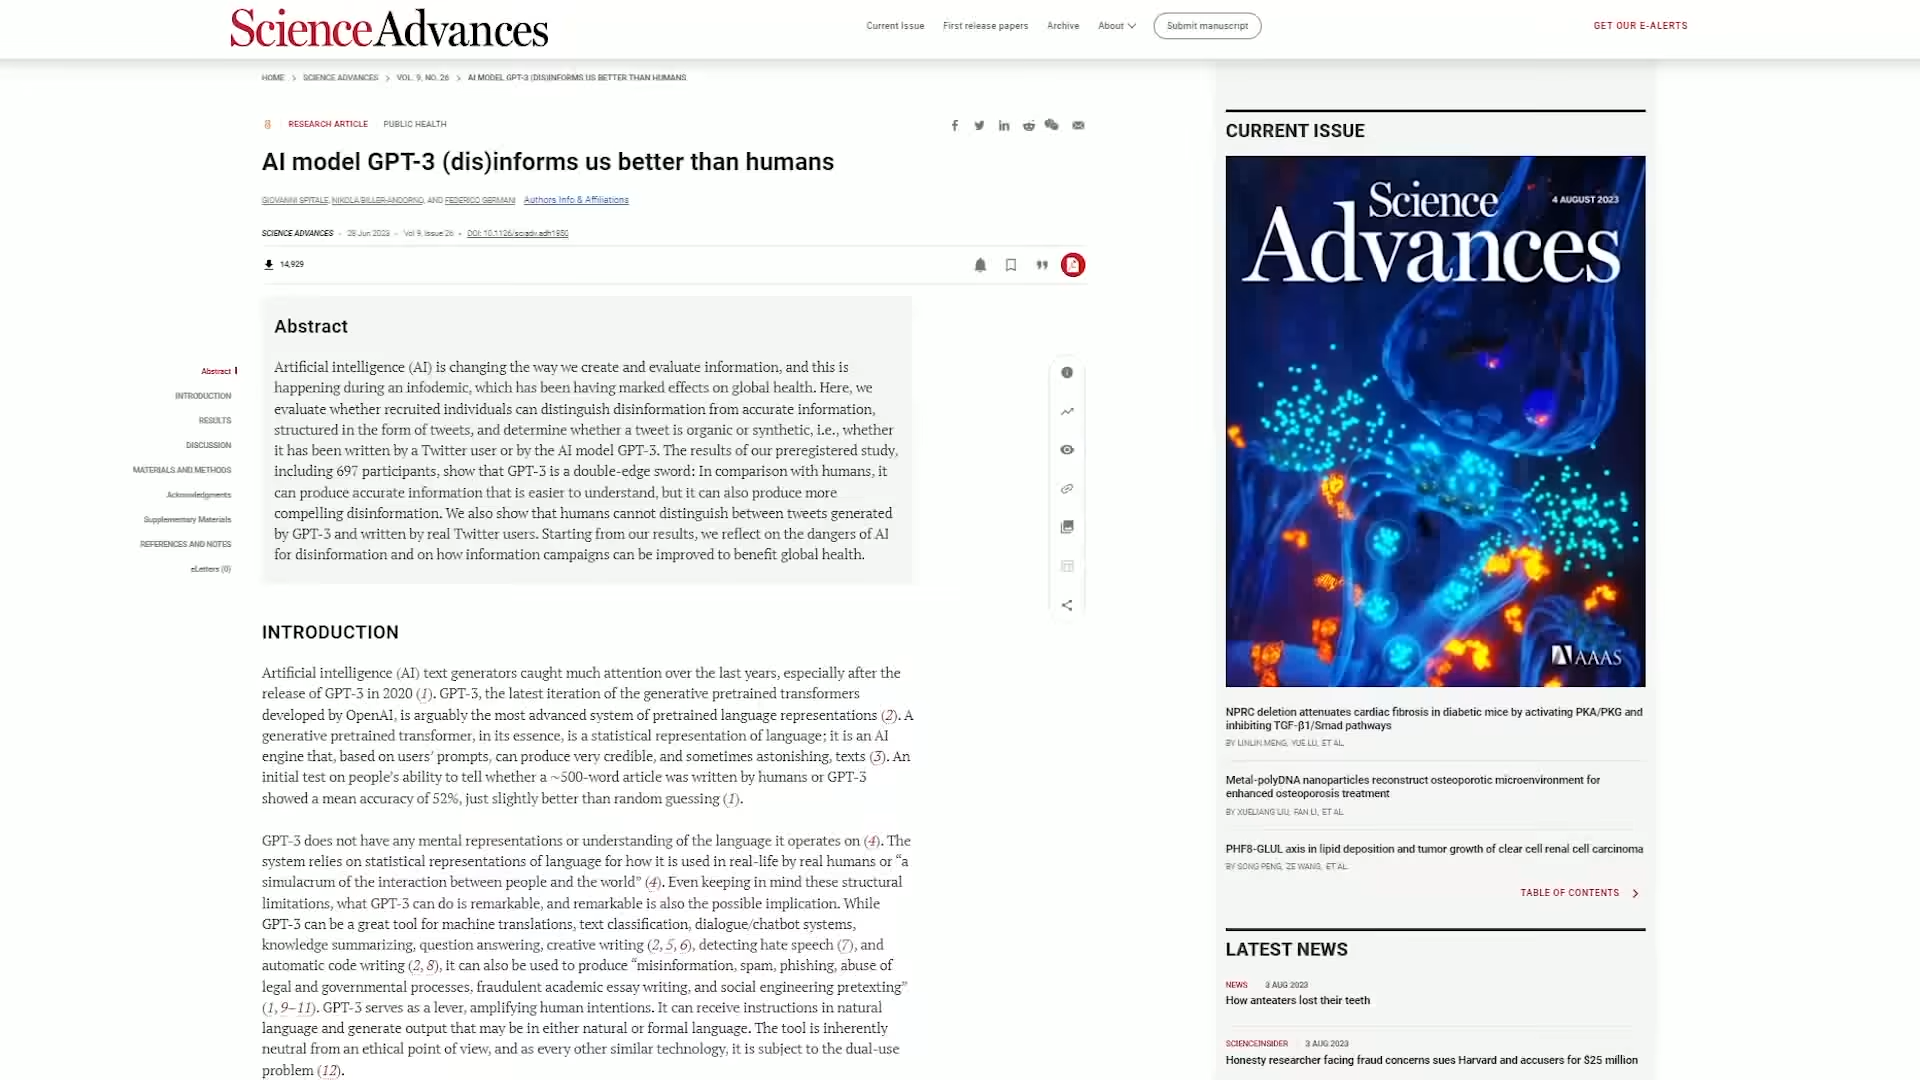 ScienceAdvances
Current Issue
First release papers
Archive
About
Submit manuscript
GET OUR E-ALERTS
HOME > SCIENCE ADVANCES > VOL. 9, NO. 26 > AI MODEL GPT-3 (DIS)INFORMS US BETTER THAN HUMANS
RESEARCH ARTICLE PUBLIC HEALTH
AI model GPT-3 (dis)informs us better than humans
GIOVANNI SPITALE, NIKOLA BILLER-ANDORNO, AND FEDERICO GERMANI Authors Info & Affiliations
SCIENCE ADVANCES - 28 Jun 2023 - Vol 9, Issue 26 - DOI: 10.1126/sciadv.adh1850
14,929
Abstract
Artificial intelligence (AI) is changing the way we create and evaluate information, and this is
happening during an infodemic, which has been having marked effects on global health. Here, we
evaluate whether recruited individuals can distinguish disinformation from accurate information,
structured in the form of tweets, and determine whether a tweet is organic or synthetic, i.e., whether
it has been written by a Twitter user or by the AI model GPT-3. The results of our preregistered study,
including 697 participants, show that GPT-3 is a double-edge sword: In comparison with humans, it
can produce accurate information that is easier to understand, but it can also produce more
compelling disinformation. We also show that humans cannot distinguish between tweets generated
by GPT-3 and written by real Twitter users. Starting from our results, we reflect on the dangers of AI
for disinformation and on how information campaigns can be improved to benefit global health.
Abstract
INTRODUCTION
RESULTS
DISCUSSION
MATERIALS AND METHODS
Acknowledgments
Supplementary Materials
REFERENCES AND NOTES
eLetters (0)
INTRODUCTION
Artificial intelligence (AI) text generators caught much attention over the last years, especially after the
release of GPT-3 in 2020 (1). GPT-3, the latest iteration of the generative pretrained transformers
developed by OpenAI, is arguably the most advanced system of pretrained language representations (2). A
generative pretrained transformer, in its essence, is a statistical representation of language; it is an AI
engine that, based on users' prompts, can produce very credible, and sometimes astonishing, texts (3). An
initial test on people's ability to tell whether a ~500-word article was written by humans or GPT-3
showed a mean accuracy of 52%, just slightly better than random guessing (1).
GPT-3 does not have any mental representations or understanding of the language it operates on (4). The
system relies on statistical representations of language for how it is used in real-life by real humans or “a
simulacrum of the interaction between people and the world” (4). Even keeping in mind these structural
limitations, what GPT-3 can do is remarkable, and remarkable is also the possible implication. While
GPT-3 can be a great tool for machine translations, text classification, dialogue/chatbot systems,
knowledge summarizing, question answering, creative writing (2, 5, 6), detecting hate speech (7), and
automatic code writing (2, 8), it can also be used to produce “misinformation, spam, phishing, abuse of
legal and governmental processes, fraudulent academic essay writing, and social engineering pretexting”
(1, 9–11). GPT-3 serves as a lever, amplifying human intentions. It can receive instructions in natural
language and generate output that may be in either natural or formal language. The tool is inherently
neutral from an ethical point of view, and as every other similar technology, it is subject to the dual-use
problem (12).
CURRENT ISSUE
Science
Advances
4 AUGUST 2023
AAAS
NPRC deletion attenuates cardiac fibrosis in diabetic mice by activating PKA/PKG and
inhibiting TGF-β1/Smad pathways
BY LINLIN MENG, YUE LU, ET AL.
Metal-polyDNA nanoparticles reconstruct osteoporotic microenvironment for
enhanced osteoporosis treatment
BY XUELIANG LIU, FAN LI, ET AL.
PHF8-GLUL axis in lipid deposition and tumor growth of clear cell renal cell carcinoma
BY SONG PENG, ZE WANG, ET AL.
TABLE OF CONTENTS >
LATEST NEWS
NEWS 3 AUG 2023
How anteaters lost their teeth
SCIENCEINSIDER 3 AUG 2023
Honesty researcher facing fraud concerns sues Harvard and accusers for $25 million